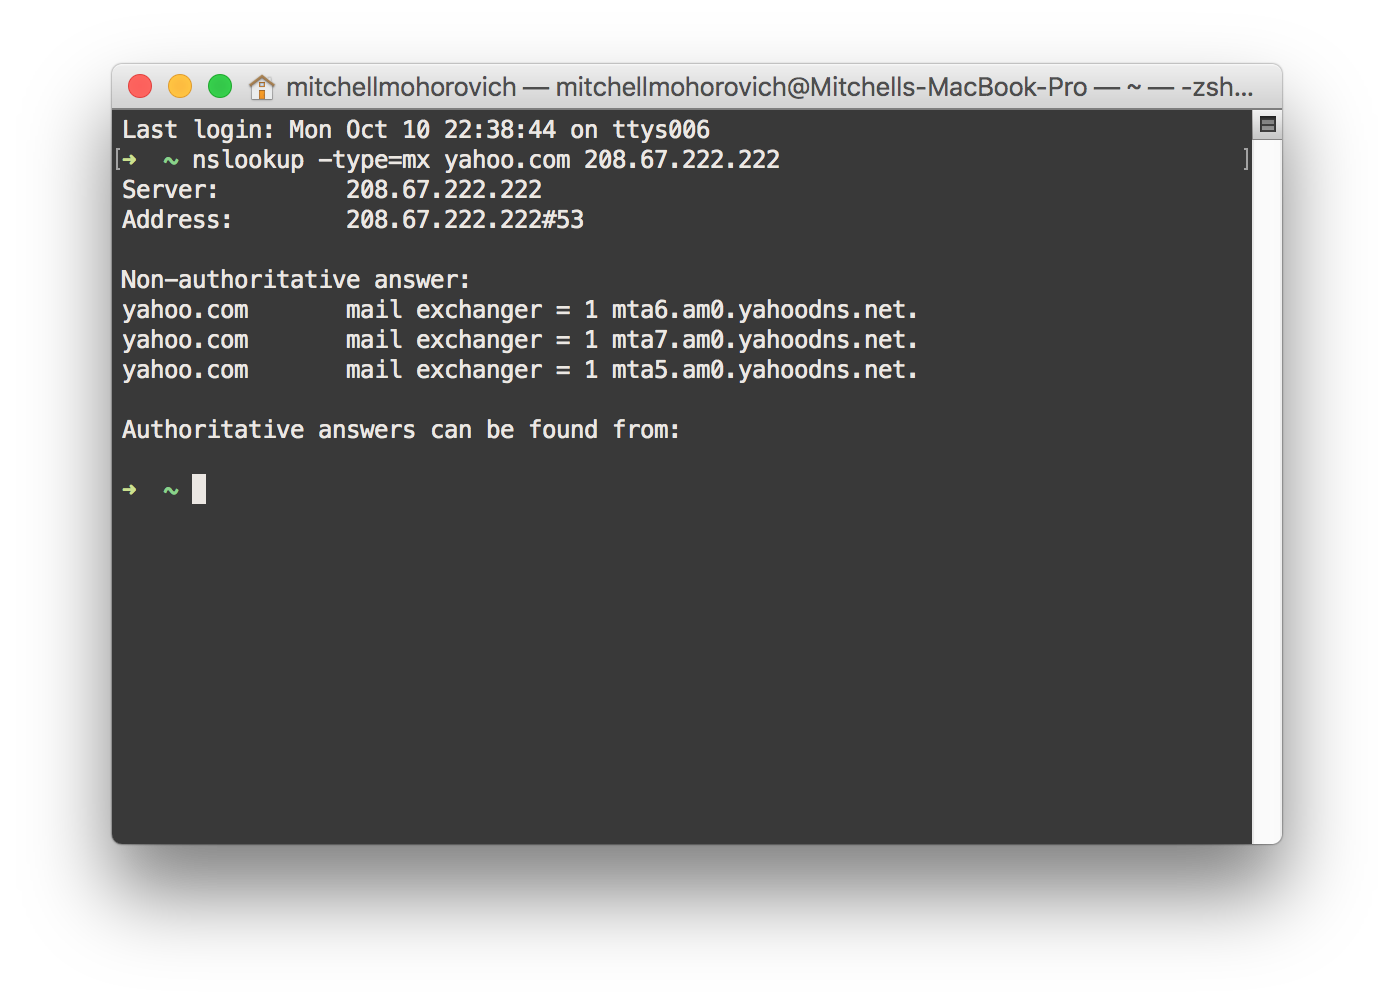 mitchellmohorovich — mitchellmohorovich@Mitchells-MacBook-Pro — ~ — -zsh...
Last login: Mon Oct 10 22:38:44 on ttys006
[➜  ~ nslookup -type=mx yahoo.com 208.67.222.222 ]
Server:         208.67.222.222
Address:        208.67.222.222#53
Non-authoritative answer:
yahoo.com       mail exchanger = 1 mta6.am0.yahoodns.net.
yahoo.com       mail exchanger = 1 mta7.am0.yahoodns.net.
yahoo.com       mail exchanger = 1 mta5.am0.yahoodns.net.
Authoritative answers can be found from:
➜  ~